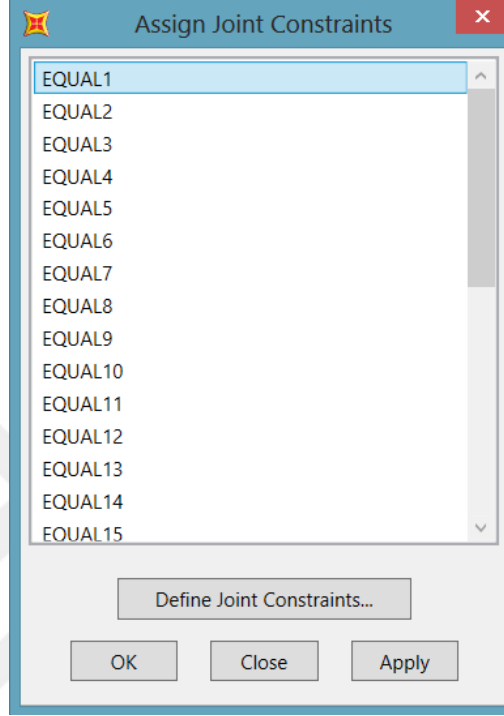 Assign Joint Constraints
EQUAL1
EQUAL2
EQUAL3
EQUAL4
EQUAL5
EQUAL6
EQUAL7
EQUAL8
EQUAL9
EQUAL10
EQUAL11
EQUAL12
EQUAL13
EQUAL14
EQUAL15
Define Joint Constraints...
OK Close Apply